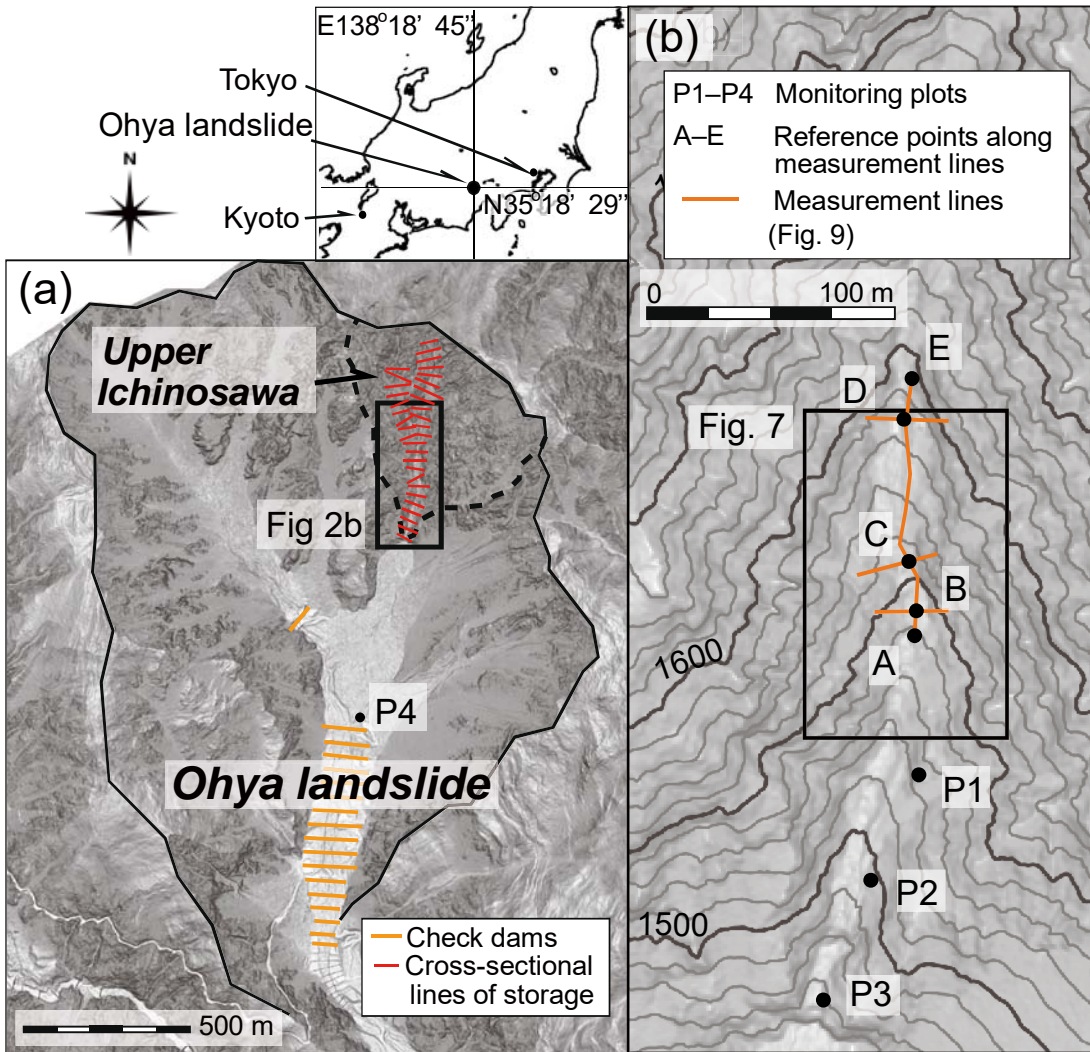 E138°18' 45"
Tokyo
Ohya landslide
N
N35°18' 29"
Kyoto
(a)
Upper
Ichinosawa
Fig 2b
P4
Ohya landslide
Check dams
Cross-sectional
lines of storage
500 m
(b)
P1–P4 Monitoring plots
A–E Reference points along
measurement lines
Measurement lines
(Fig. 9)
0 100 m
E
D
Fig. 7
C
B
A
1600
P1
P2
1500
P3